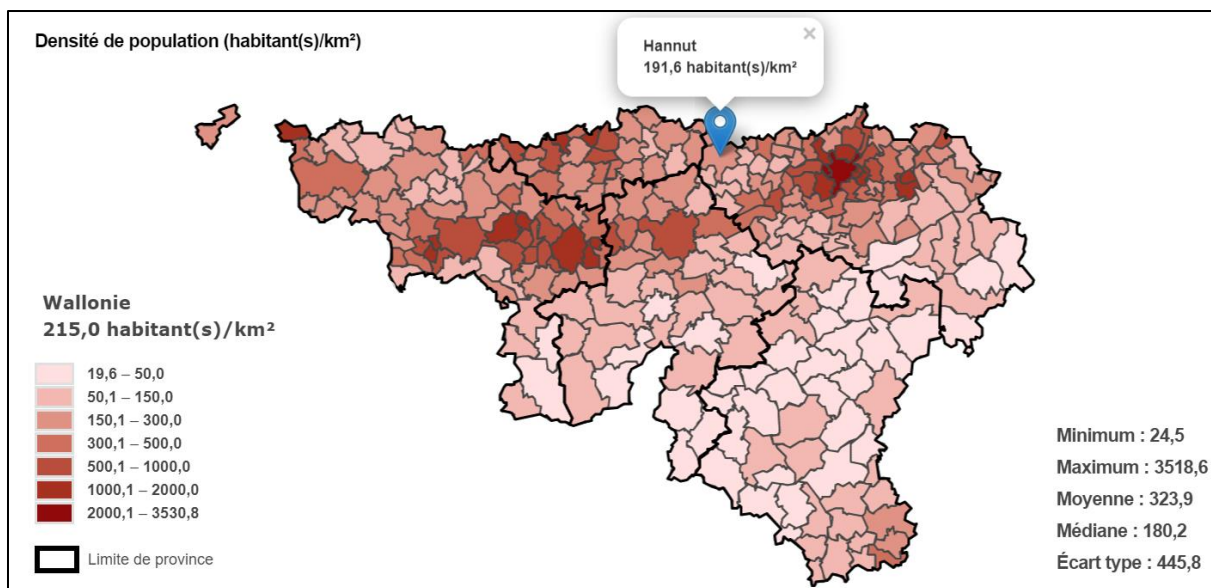 Densité de population (habitant(s)/km²)
Hannut
191,6 habitant(s)/km²
×
Wallonie
215,0 habitant(s)/km²
19,6 – 50,0
50,1 – 150,0
150,1 – 300,0
300,1 – 500,0
500,1 – 1000,0
1000,1 – 2000,0
2000,1 – 3530,8
Limite de province
Minimum : 24,5
Maximum : 3518,6
Moyenne : 323,9
Médiane : 180,2
Écart type : 445,8